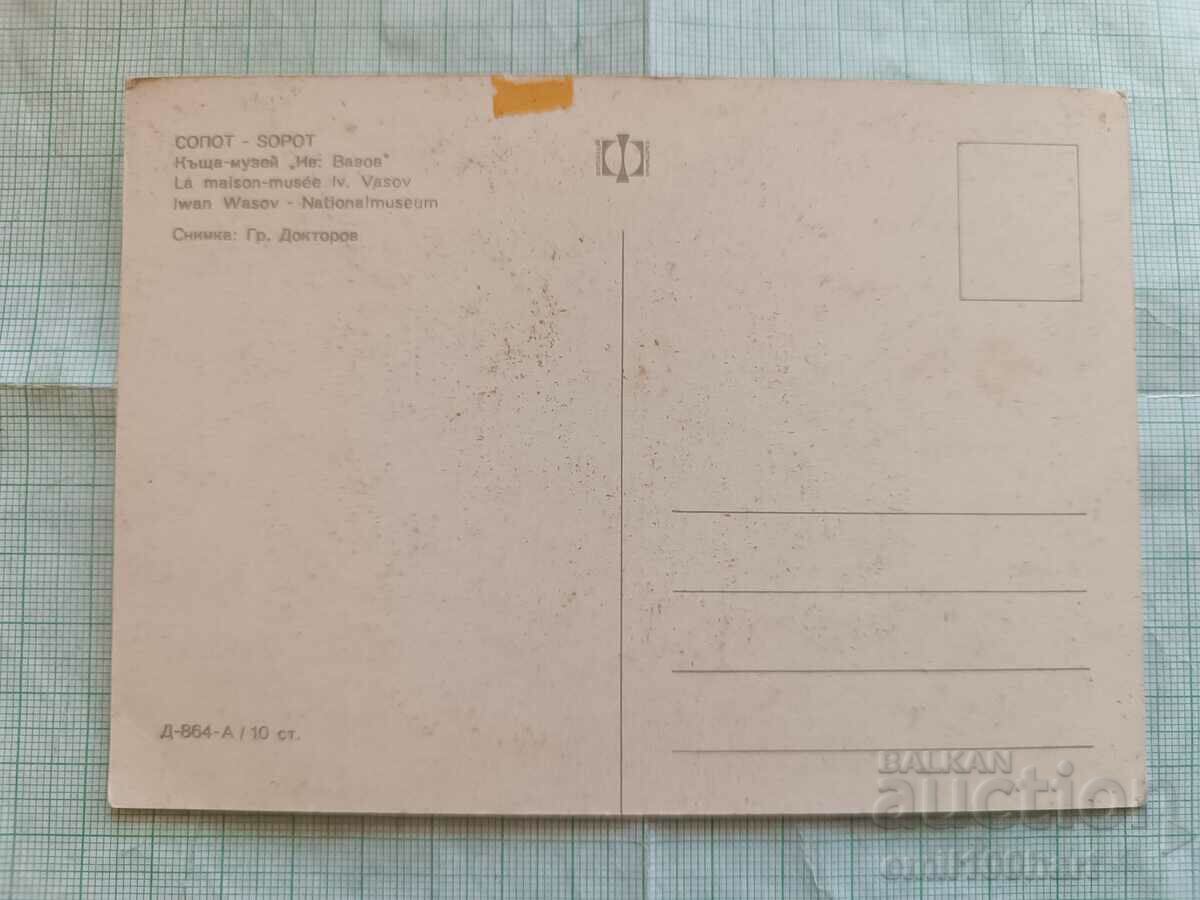 СОПОТ - SOPOT
Къща-музей „Ив. Вазов"
La maison-musée Iv. Vasov
Iwan Wasov - Nationalmuseum
Снимка: Гр. Докторов
Д-864-А / 10 ст.
BALKAN
auction
emil100harl